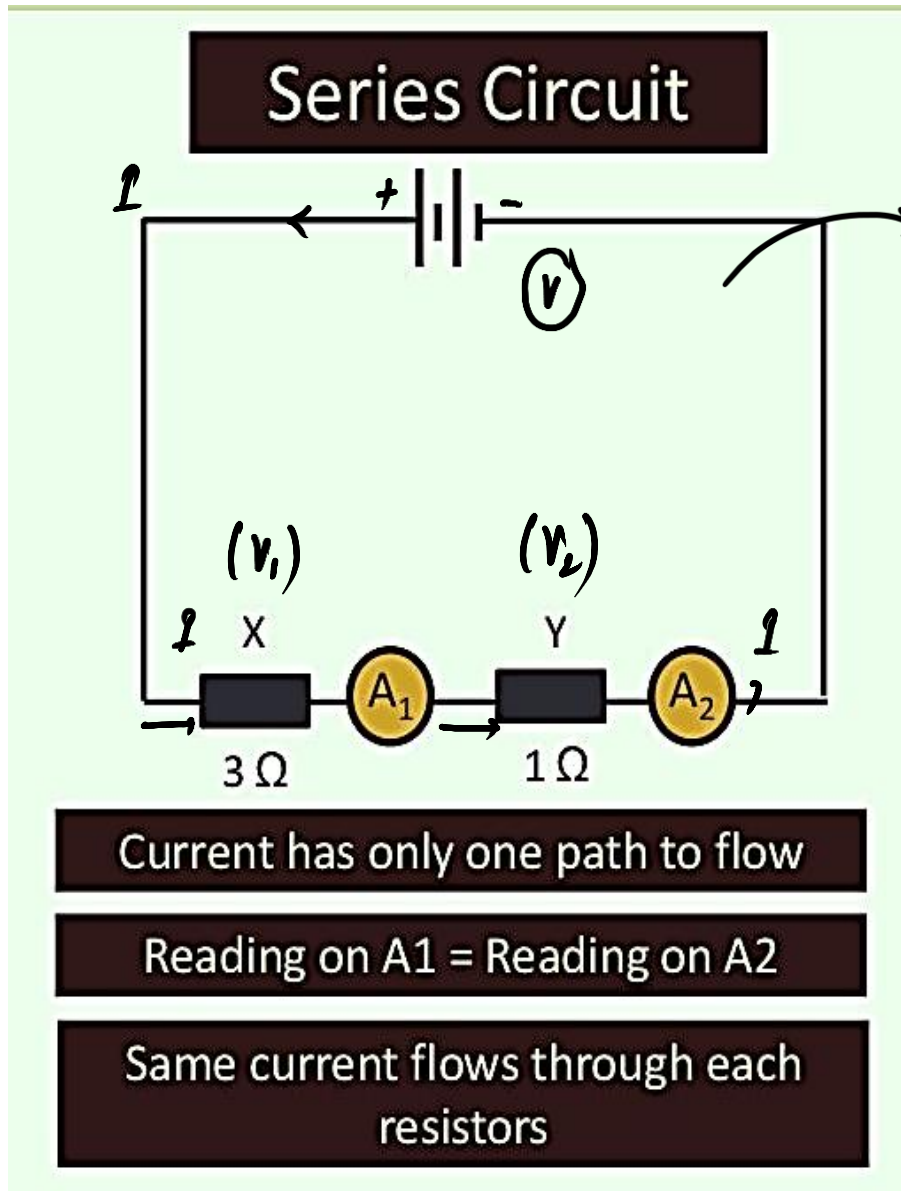 Series Circuit
I
+ -
V
(V₁) (V₂)
I X Y I
A₁ A₂
3 Ω 1 Ω
Current has only one path to flow
Reading on A1 = Reading on A2
Same current flows through each
resistors